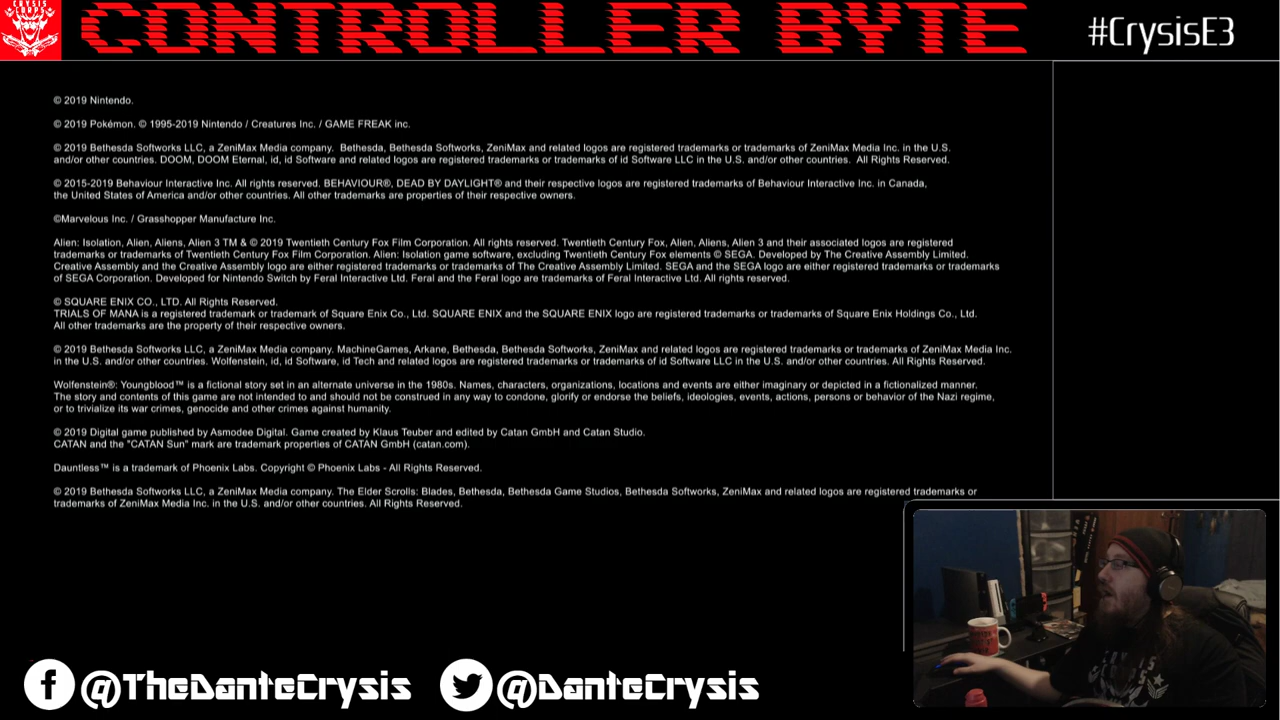 CRYSIS
CORPS
CONTROLLER BYTE
#CrysisE3
© 2019 Nintendo.
© 2019 Pokémon. © 1995-2019 Nintendo / Creatures Inc. / GAME FREAK inc.
© 2019 Bethesda Softworks LLC, a ZeniMax Media company.  Bethesda, Bethesda Softworks, ZeniMax and related logos are registered trademarks or trademarks of ZeniMax Media Inc. in the U.S.
and/or other countries. DOOM, DOOM Eternal, id, id Software and related logos are registered trademarks or trademarks of id Software LLC in the U.S. and/or other countries.  All Rights Reserved.
© 2015-2019 Behaviour Interactive Inc. All rights reserved. BEHAVIOUR®, DEAD BY DAYLIGHT® and their respective logos are registered trademarks of Behaviour Interactive Inc. in Canada,
the United States of America and/or other countries. All other trademarks are properties of their respective owners.
©Marvelous Inc. / Grasshopper Manufacture Inc.
Alien: Isolation, Alien, Aliens, Alien 3 TM & © 2019 Twentieth Century Fox Film Corporation. All rights reserved. Twentieth Century Fox, Alien, Aliens, Alien 3 and their associated logos are registered
trademarks or trademarks of Twentieth Century Fox Film Corporation. Alien: Isolation game software, excluding Twentieth Century Fox elements © SEGA. Developed by The Creative Assembly Limited.
Creative Assembly and the Creative Assembly logo are either registered trademarks or trademarks of The Creative Assembly Limited. SEGA and the SEGA logo are either registered trademarks or trademarks
of SEGA Corporation. Developed for Nintendo Switch by Feral Interactive Ltd. Feral and the Feral logo are trademarks of Feral Interactive Ltd. All rights reserved.
© SQUARE ENIX CO., LTD. All Rights Reserved.
TRIALS OF MANA is a registered trademark or trademark of Square Enix Co., Ltd. SQUARE ENIX and the SQUARE ENIX logo are registered trademarks or trademarks of Square Enix Holdings Co., Ltd.
All other trademarks are the property of their respective owners.
© 2019 Bethesda Softworks LLC, a ZeniMax Media company. MachineGames, Arkane, Bethesda, Bethesda Softworks, ZeniMax and related logos are registered trademarks or trademarks of ZeniMax Media Inc.
in the U.S. and/or other countries. Wolfenstein, id, id Software, id Tech and related logos are registered trademarks or trademarks of id Software LLC in the U.S. and/or other countries. All Rights Reserved.
Wolfenstein®: Youngblood™ is a fictional story set in an alternate universe in the 1980s. Names, characters, organizations, locations and events are either imaginary or depicted in a fictionalized manner.
The story and contents of this game are not intended to and should not be construed in any way to condone, glorify or endorse the beliefs, ideologies, events, actions, persons or behavior of the Nazi regime,
or to trivialize its war crimes, genocide and other crimes against humanity.
© 2019 Digital game published by Asmodee Digital. Game created by Klaus Teuber and edited by Catan GmbH and Catan Studio.
CATAN and the "CATAN Sun" mark are trademark properties of CATAN GmbH (catan.com).
Dauntless™ is a trademark of Phoenix Labs. Copyright © Phoenix Labs - All Rights Reserved.
© 2019 Bethesda Softworks LLC, a ZeniMax Media company. The Elder Scrolls: Blades, Bethesda, Bethesda Game Studios, Bethesda Softworks, ZeniMax and related logos are registered trademarks or
trademarks of ZeniMax Media Inc. in the U.S. and/or other countries. All Rights Reserved.
CRYSIS
@TheDanteCrysis
@DanteCrysis